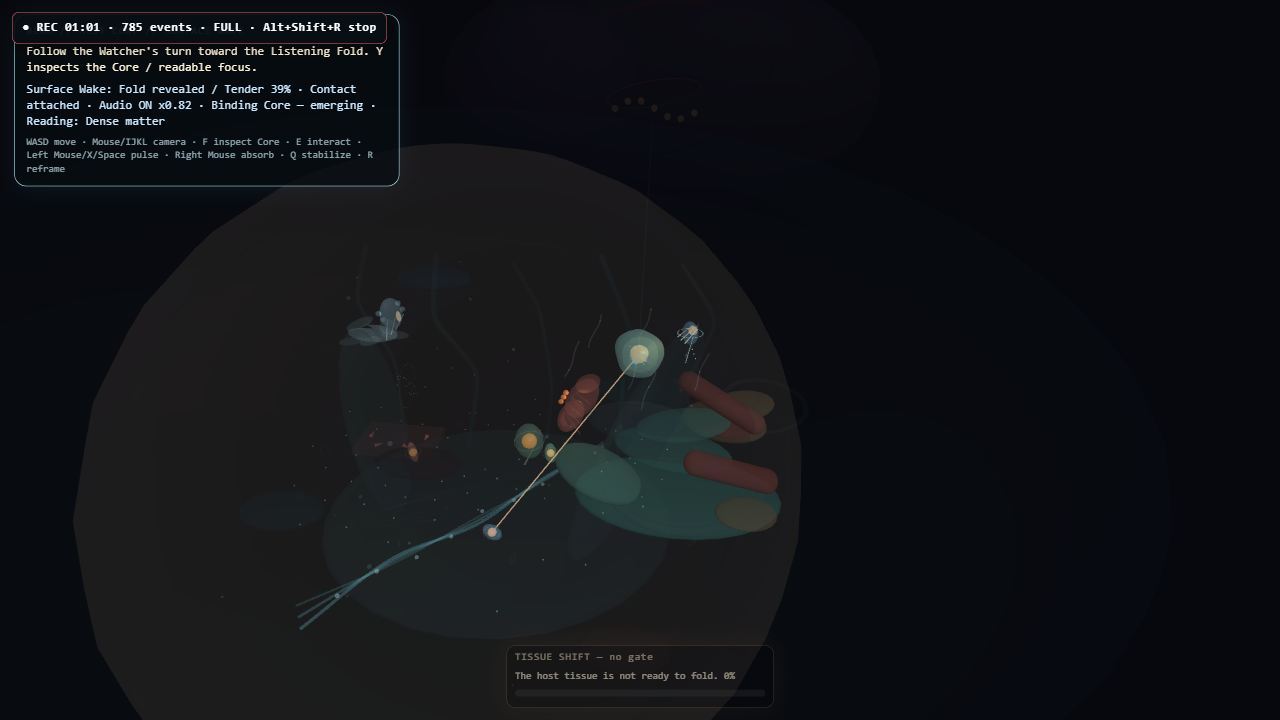 ● REC 01:01 · 785 events · FULL · Alt+Shift+R stop
Follow the Watcher's turn toward the Listening Fold. Y
inspects the Core / readable focus.
Surface Wake: Fold revealed / Tender 39% · Contact
attached · Audio ON x0.82 · Binding Core — emerging ·
Reading: Dense matter
WASD move · Mouse/IJKL camera · F inspect Core · E interact ·
Left Mouse/X/Space pulse · Right Mouse absorb · Q stabilize · R
reframe
TISSUE SHIFT — no gate
The host tissue is not ready to fold. 0%